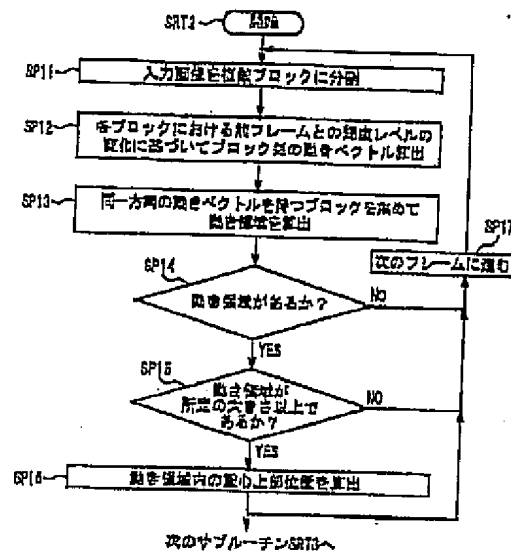 SRT2
開始
SP11
入力画像を複数ブロックに分割
SP12
各ブロックにおける前フレームとの輝度レベルの
変化に基づいてブロック毎の動きベクトル算出
SP13
同一方向の動きベクトルを持つブロックを求めて
動き領域を算出
SP17
次のフレームに進む
SP14
動き領域があるか?
NO
YES
SP15
動き領域が
所定の大きさ以上で
あるか?
NO
YES
SP16
動き領域内の重心上部位置を算出
次のサブルーチンSRT3へ